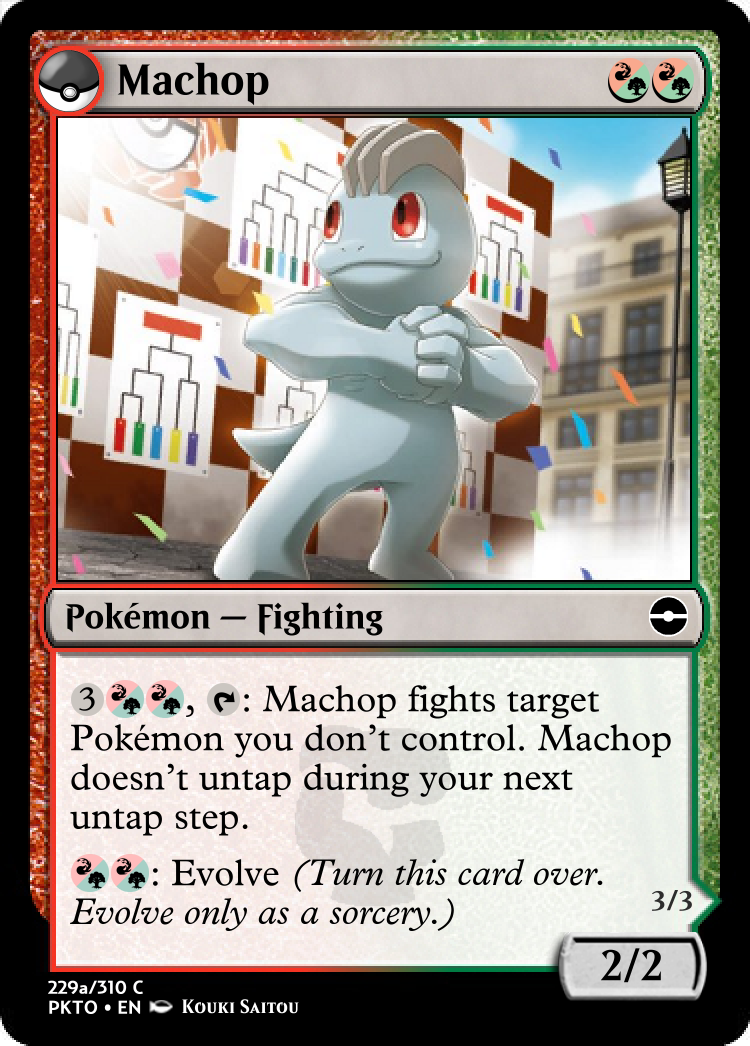 Machop
Pokémon — Fighting
3, : Machop fights target
Pokémon you don't control. Machop
doesn't untap during your next
untap step.
: Evolve (Turn this card over.
Evolve only as a sorcery.)
3/3
2/2
229a/310 C
PKTO • EN Kouki Saitou